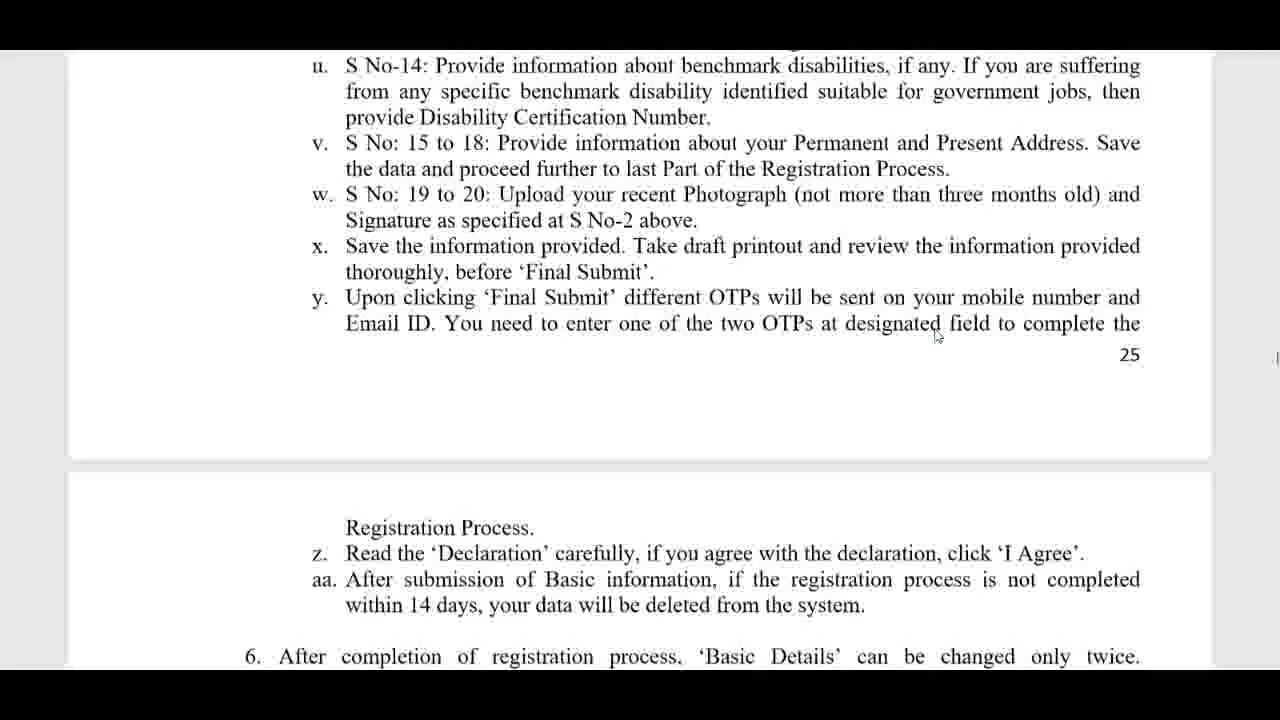 u. S No-14: Provide information about benchmark disabilities, if any. If you are suffering
from any specific benchmark disability identified suitable for government jobs, then
provide Disability Certification Number.
v. S No: 15 to 18: Provide information about your Permanent and Present Address. Save
the data and proceed further to last Part of the Registration Process.
w. S No: 19 to 20: Upload your recent Photograph (not more than three months old) and
Signature as specified at S No-2 above.
x. Save the information provided. Take draft printout and review the information provided
thoroughly, before ‘Final Submit’.
y. Upon clicking ‘Final Submit’ different OTPs will be sent on your mobile number and
Email ID. You need to enter one of the two OTPs at designated field to complete the
25
Registration Process.
z. Read the ‘Declaration’ carefully, if you agree with the declaration, click ‘I Agree’.
aa. After submission of Basic information, if the registration process is not completed
within 14 days, your data will be deleted from the system.
6. After completion of registration process, ‘Basic Details’ can be changed only twice.